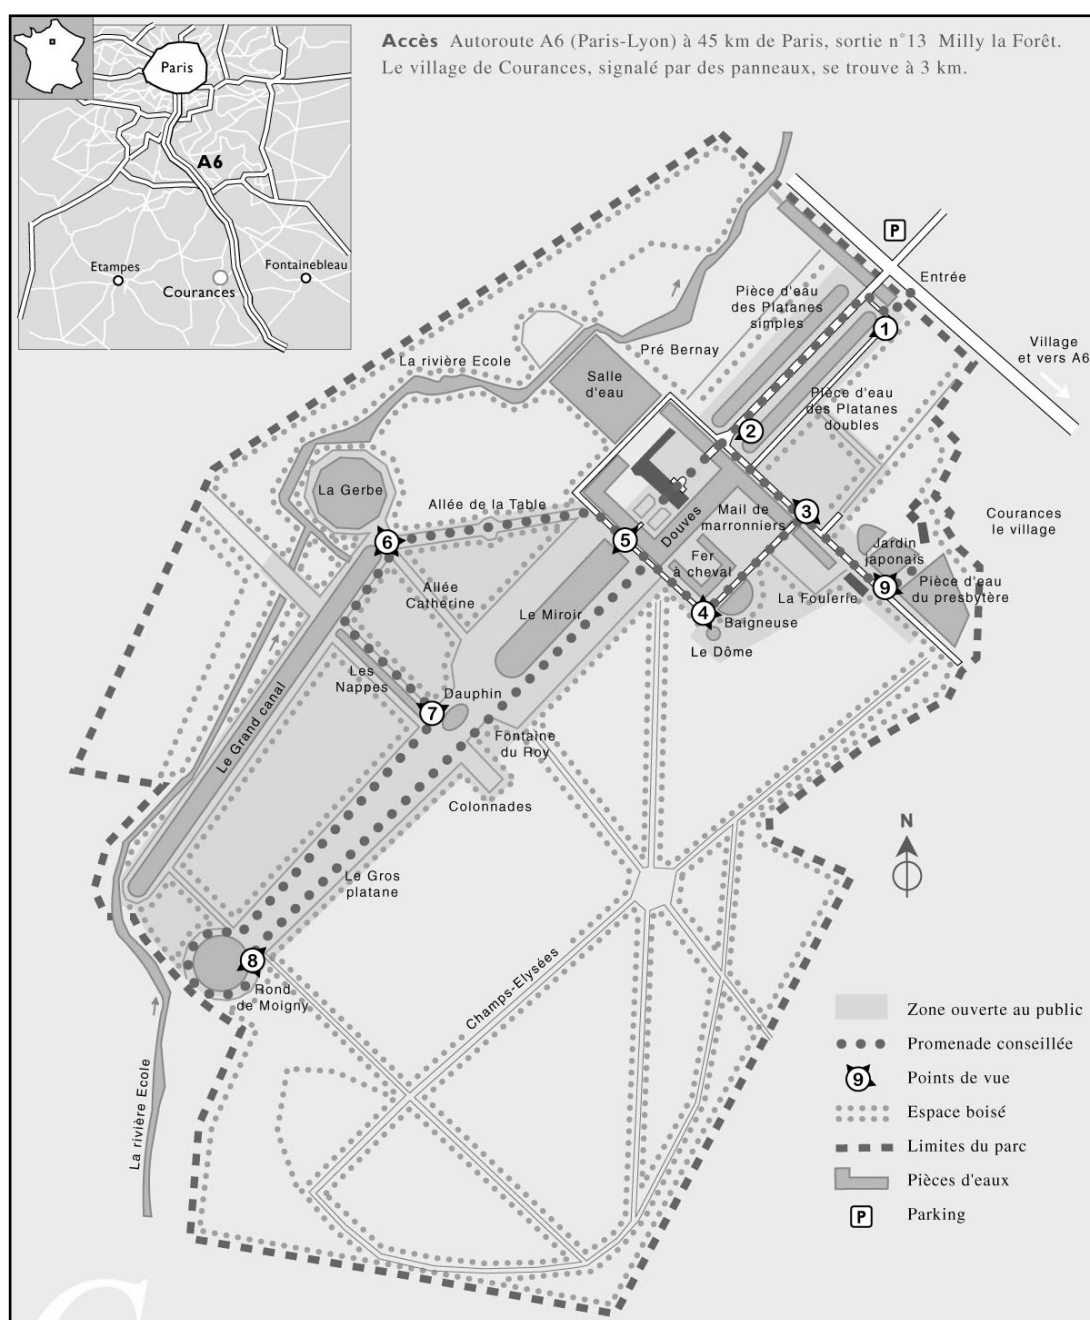 Accès Autoroute A6 (Paris-Lyon) à 45 km de Paris, sortie n°13 Milly la Forêt.
Le village de Courances, signalé par des panneaux, se trouve à 3 km.
Paris
A6
Etampes
Courances
Fontainebleau
P
Entrée
Village
et vers A6
Pièce d'eau
des Platanes
simples
1
La rivière Ecole
Pré Bernay
Salle
d'eau
Pièce d'eau
des Platanes
doubles
2
La Gerbe
Allée de la Table
Douves
Mail de
marronniers
3
Courances
le village
5
6
Fer
à cheval
Jardin
japonais
Allée
Cathérine
Le Miroir
4
Baigneuse
La Foulerie
9
Pièce d'eau
du presbytère
Le Dôme
Les
Nappes
Dauphin
7
Le Grand canal
Fontaine
du Roy
Colonnades
N
Le Gros
platane
8
Rond
de Moigny
Champs-Elysées
La rivière Ecole
Zone ouverte au public
Promenade conseillée
9 Points de vue
Espace boisé
Limites du parc
Pièces d'eaux
P Parking